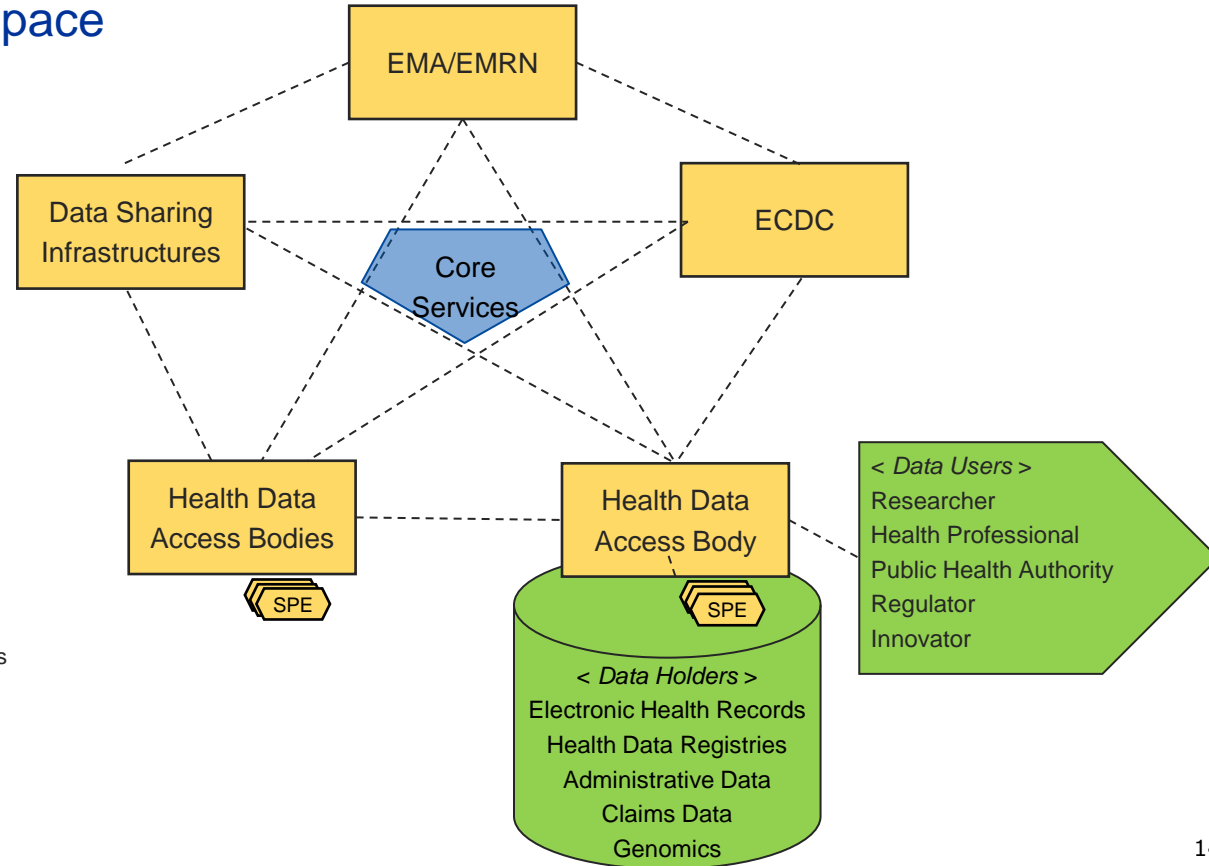 pace
EMA/EMRN
Data Sharing
Infrastructures
ECDC
Core
Services
Health Data
Access Bodies
SPE
Health Data
Access Body
SPE
< Data Users >
Researcher
Health Professional
Public Health Authority
Regulator
Innovator
s
< Data Holders >
Electronic Health Records
Health Data Registries
Administrative Data
Claims Data
Genomics
14